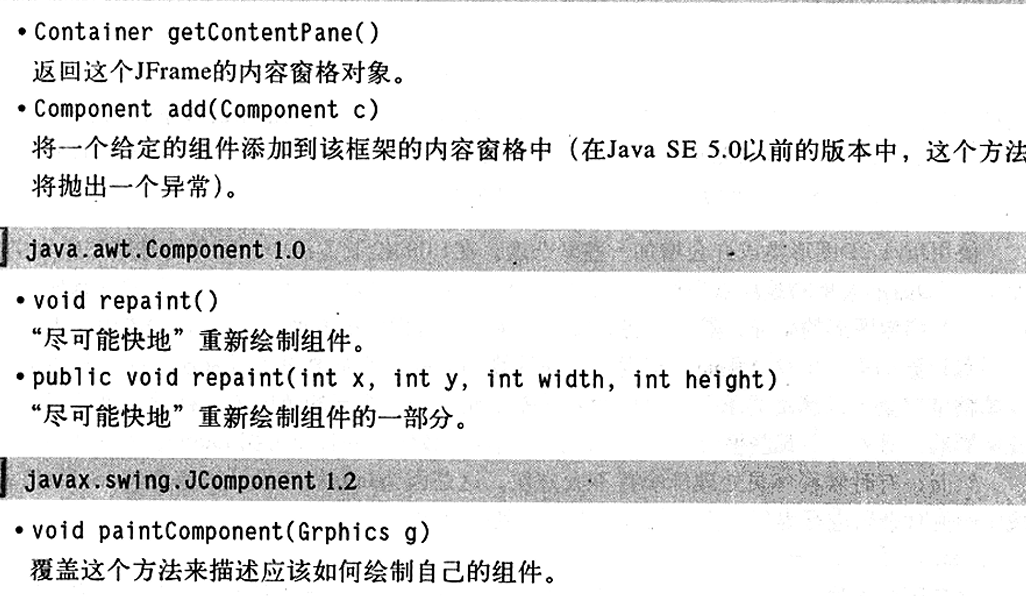 • Container getContentPane()
返回这个JFrame的内容窗格对象。
• Component add(Component c)
将一个给定的组件添加到该框架的内容窗格中（在Java SE 5.0以前的版本中，这个方法
将抛出一个异常）。
java.awt.Component 1.0
• void repaint()
“尽可能快地”重新绘制组件。
• public void repaint(int x, int y, int width, int height)
“尽可能快地”重新绘制组件的一部分。
javax.swing.JComponent 1.2
• void paintComponent(Grphics g)
覆盖这个方法来描述应该如何绘制自己的组件。